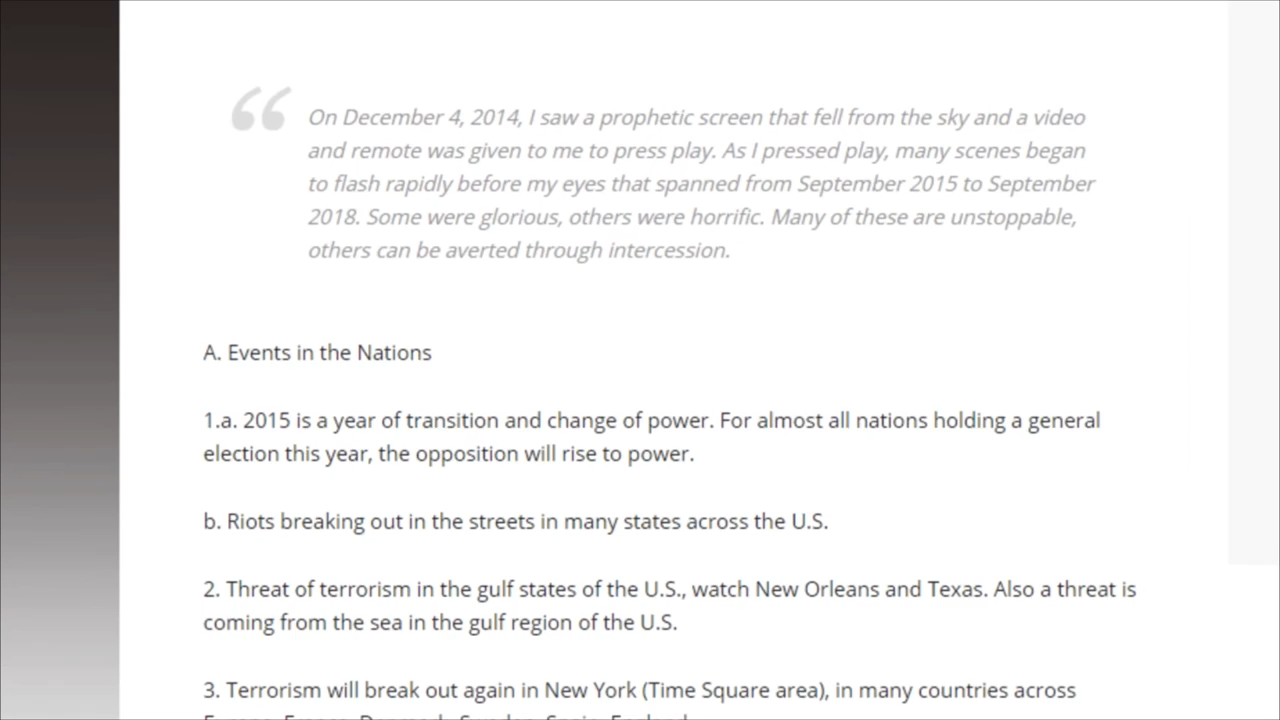 “
On December 4, 2014, I saw a prophetic screen that fell from the sky and a video
and remote was given to me to press play. As I pressed play, many scenes began
to flash rapidly before my eyes that spanned from September 2015 to September
2018. Some were glorious, others were horrific. Many of these are unstoppable,
others can be averted through intercession.
A. Events in the Nations
1.a. 2015 is a year of transition and change of power. For almost all nations holding a general
election this year, the opposition will rise to power.
b. Riots breaking out in the streets in many states across the U.S.
2. Threat of terrorism in the gulf states of the U.S., watch New Orleans and Texas. Also a threat is
coming from the sea in the gulf region of the U.S.
3. Terrorism will break out again in New York (Time Square area), in many countries across